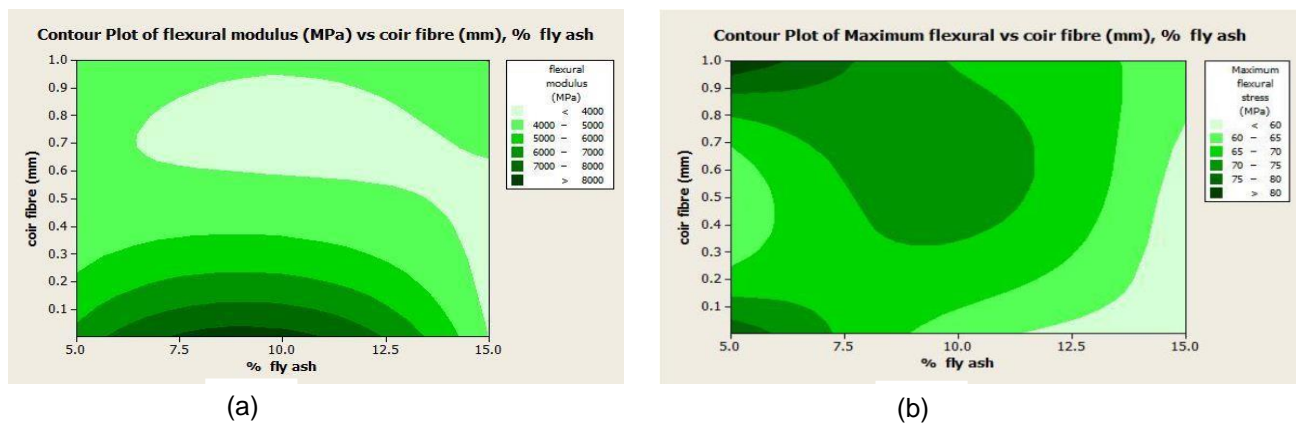 Contour Plot of flexural modulus (MPa) vs coir fibre (mm), % fly ash
1.0
0.9
0.8
0.7
0.6
0.5
0.4
0.3
0.2
0.1
coir fibre (mm)
5.0 7.5 10.0 12.5 15.0
% fly ash
flexural
modulus
(MPa)
< 4000
4000 – 5000
5000 – 6000
6000 – 7000
7000 – 8000
> 8000
(a)
Contour Plot of Maximum flexural vs coir fibre (mm), % fly ash
1.0
0.9
0.8
0.7
0.6
0.5
0.4
0.3
0.2
0.1
coir fibre (mm)
5.0 7.5 10.0 12.5 15.0
% fly ash
Maximum
flexural
stress
(MPa)
< 60
60 – 65
65 – 70
70 – 75
75 – 80
> 80
(b)